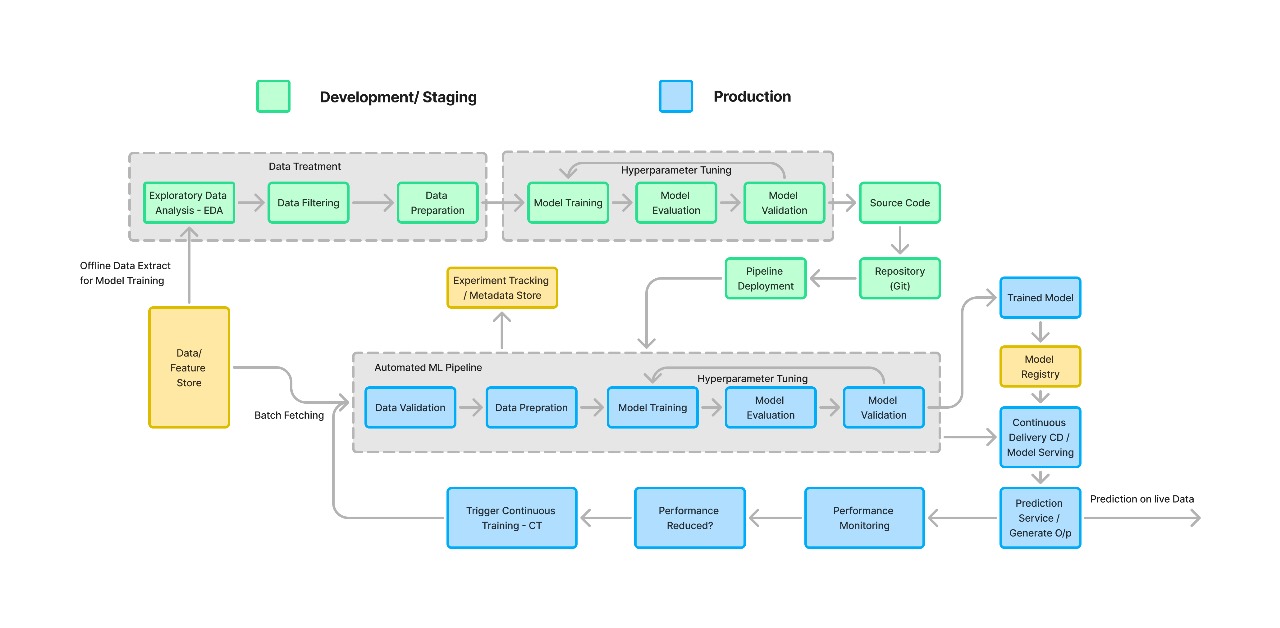 Development/ Staging
Production
Data Treatment
Hyperparameter Tuning
Exploratory Data
Analysis - EDA
Data Filtering
Data
Preparation
Model Training
Model
Evaluation
Model
Validation
Source Code
Offline Data Extract
for Model Training
Experiment Tracking
/ Metadata Store
Pipeline
Deployment
Repository
(Git)
Trained Model
Data/
Feature
Store
Model
Registry
Automated ML Pipeline
Hyperparameter Tuning
Batch Fetching
Data Validation
Data Prepration
Model Training
Model
Evaluation
Model
Validation
Continuous
Delivery CD /
Model Serving
Trigger Continuous
Training - CT
Performance
Reduced?
Performance
Monitoring
Prediction
Service /
Generate O/p
Prediction on live Data